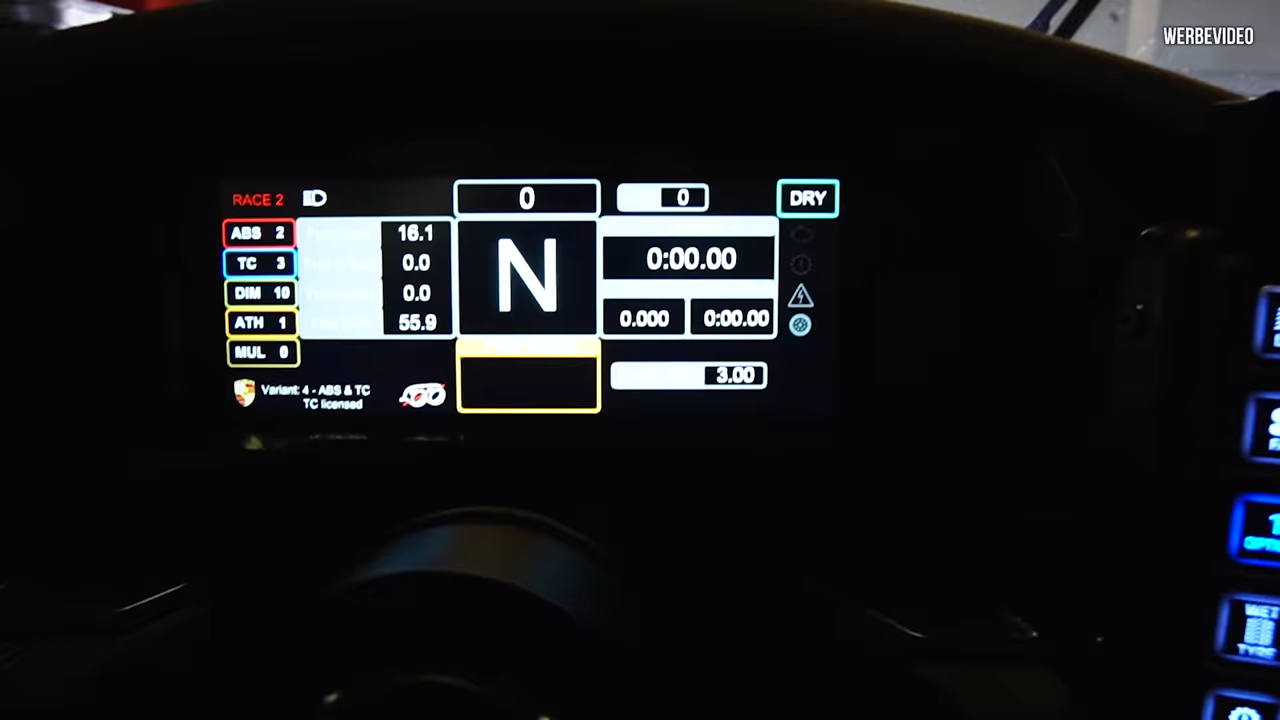 WERBEVIDEO
RACE 2
0
0
DRY
ABS 2
16.1
TC 3
0.0
DIM 10
0.0
ATH 1
55.9
MUL 0
N
0:00.00
0.000
0:00.00
3.00
Variant: 4 - ABS & TC
TC licensed
WET
TYRE